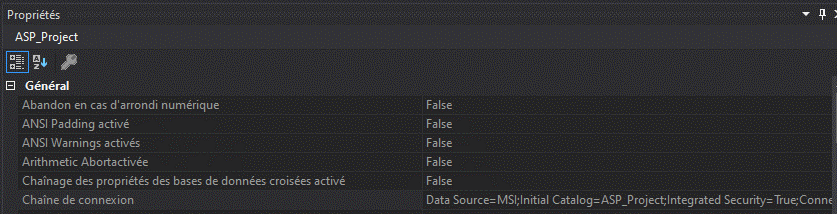 Propriétés
ASP_Project
Général
Abandon en cas d'arrondi numérique False
ANSI Padding activé False
ANSI Warnings activés False
Arithmetic Abortactivée False
Chaînage des propriétés des bases de données croisées activé False
Chaîne de connexion Data Source=MSI;Initial Catalog=ASP_Project;Integrated Security=True;Conne